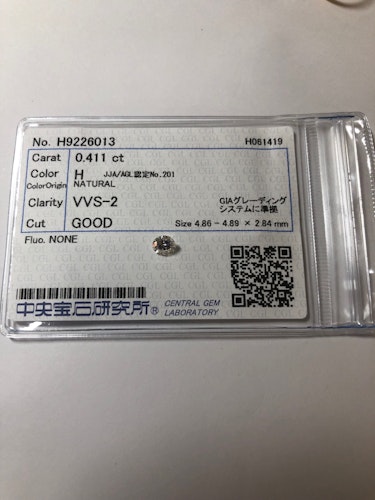 No. H9226013 H061419
Carat 0.411 ct
Color H JJA/AGL認定No.201
ColorOrigin NATURAL
Clarity VVS-2 GIAグレーディング
システムに準拠
Cut GOOD Size 4.86 - 4.89 × 2.84 mm
Fluo. NONE
中央宝石研究所® CENTRAL GEM
LABORATORY